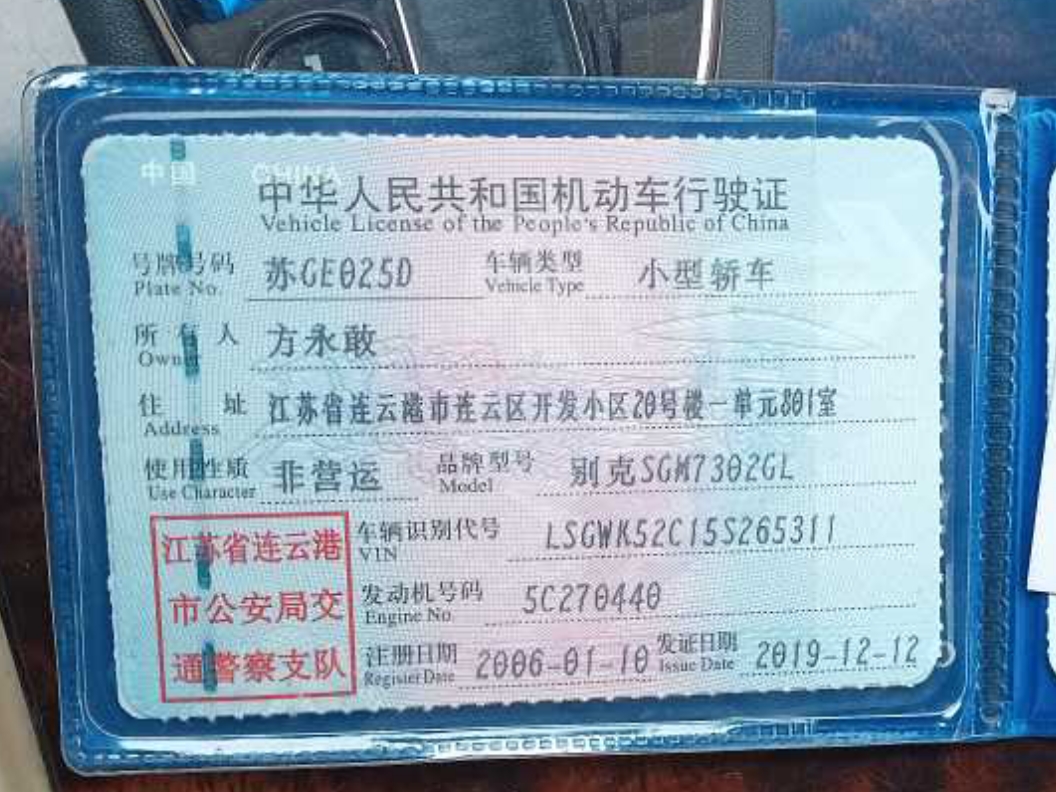 中国 CHINA
中华人民共和国机动车行驶证
Vehicle License of the People's Republic of China
号牌号码 苏GE025D 车辆类型 小型轿车
Plate No. Vehicle Type
所有人 方永敢
Owner
住址 江苏省连云港市连云区开发小区20号楼一单元801室
Address
使用性质 非营运 品牌型号 别克SGM7302GL
Use Character Model
江苏省连云港 车辆识别代号 LSGWK52C15S265311
VIN
市公安局交 发动机号码 5C270440
Engine No.
通警察支队 注册日期 2006-01-10 发证日期 2019-12-12
Register Date Issue Date